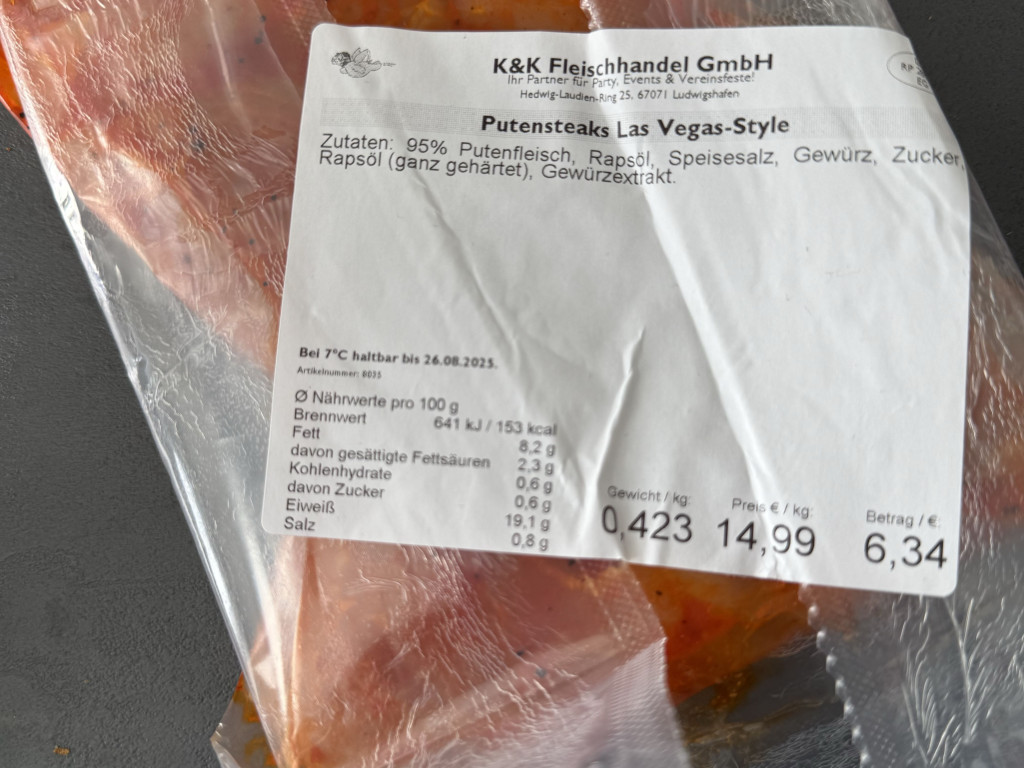 K&K Fleischhandel GmbH
Ihr Partner für Party, Events & Vereinsfeste!
Hedwig-Laudien-Ring 25, 67071 Ludwigshafen
RP
EG
Putensteaks Las Vegas-Style
Zutaten: 95% Putenfleisch, Rapsöl, Speisesalz, Gewürz, Zucker,
Rapsöl (ganz gehärtet), Gewürzextrakt.
Bei 7°C haltbar bis 26.08.2025.
Artikelnummer: 8035
Ø Nährwerte pro 100 g
Brennwert 641 kJ / 153 kcal
Fett 8,2 g
davon gesättigte Fettsäuren 2,3 g
Kohlenhydrate 0,6 g
davon Zucker 0,6 g
Eiweiß 19,1 g
Salz 0,8 g
Gewicht / kg: Preis € / kg: Betrag / €:
0,423 14,99 6,34